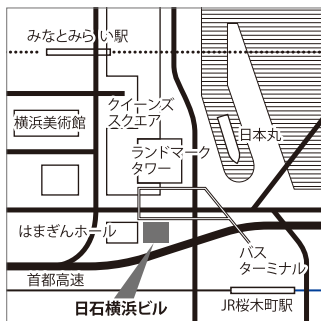 みなとみらい駅
クイーンズ
スクエア
横浜美術館
日本丸
ランドマーク
タワー
はまぎんホール
バス
ターミナル
首都高速
日石横浜ビル
JR桜木町駅